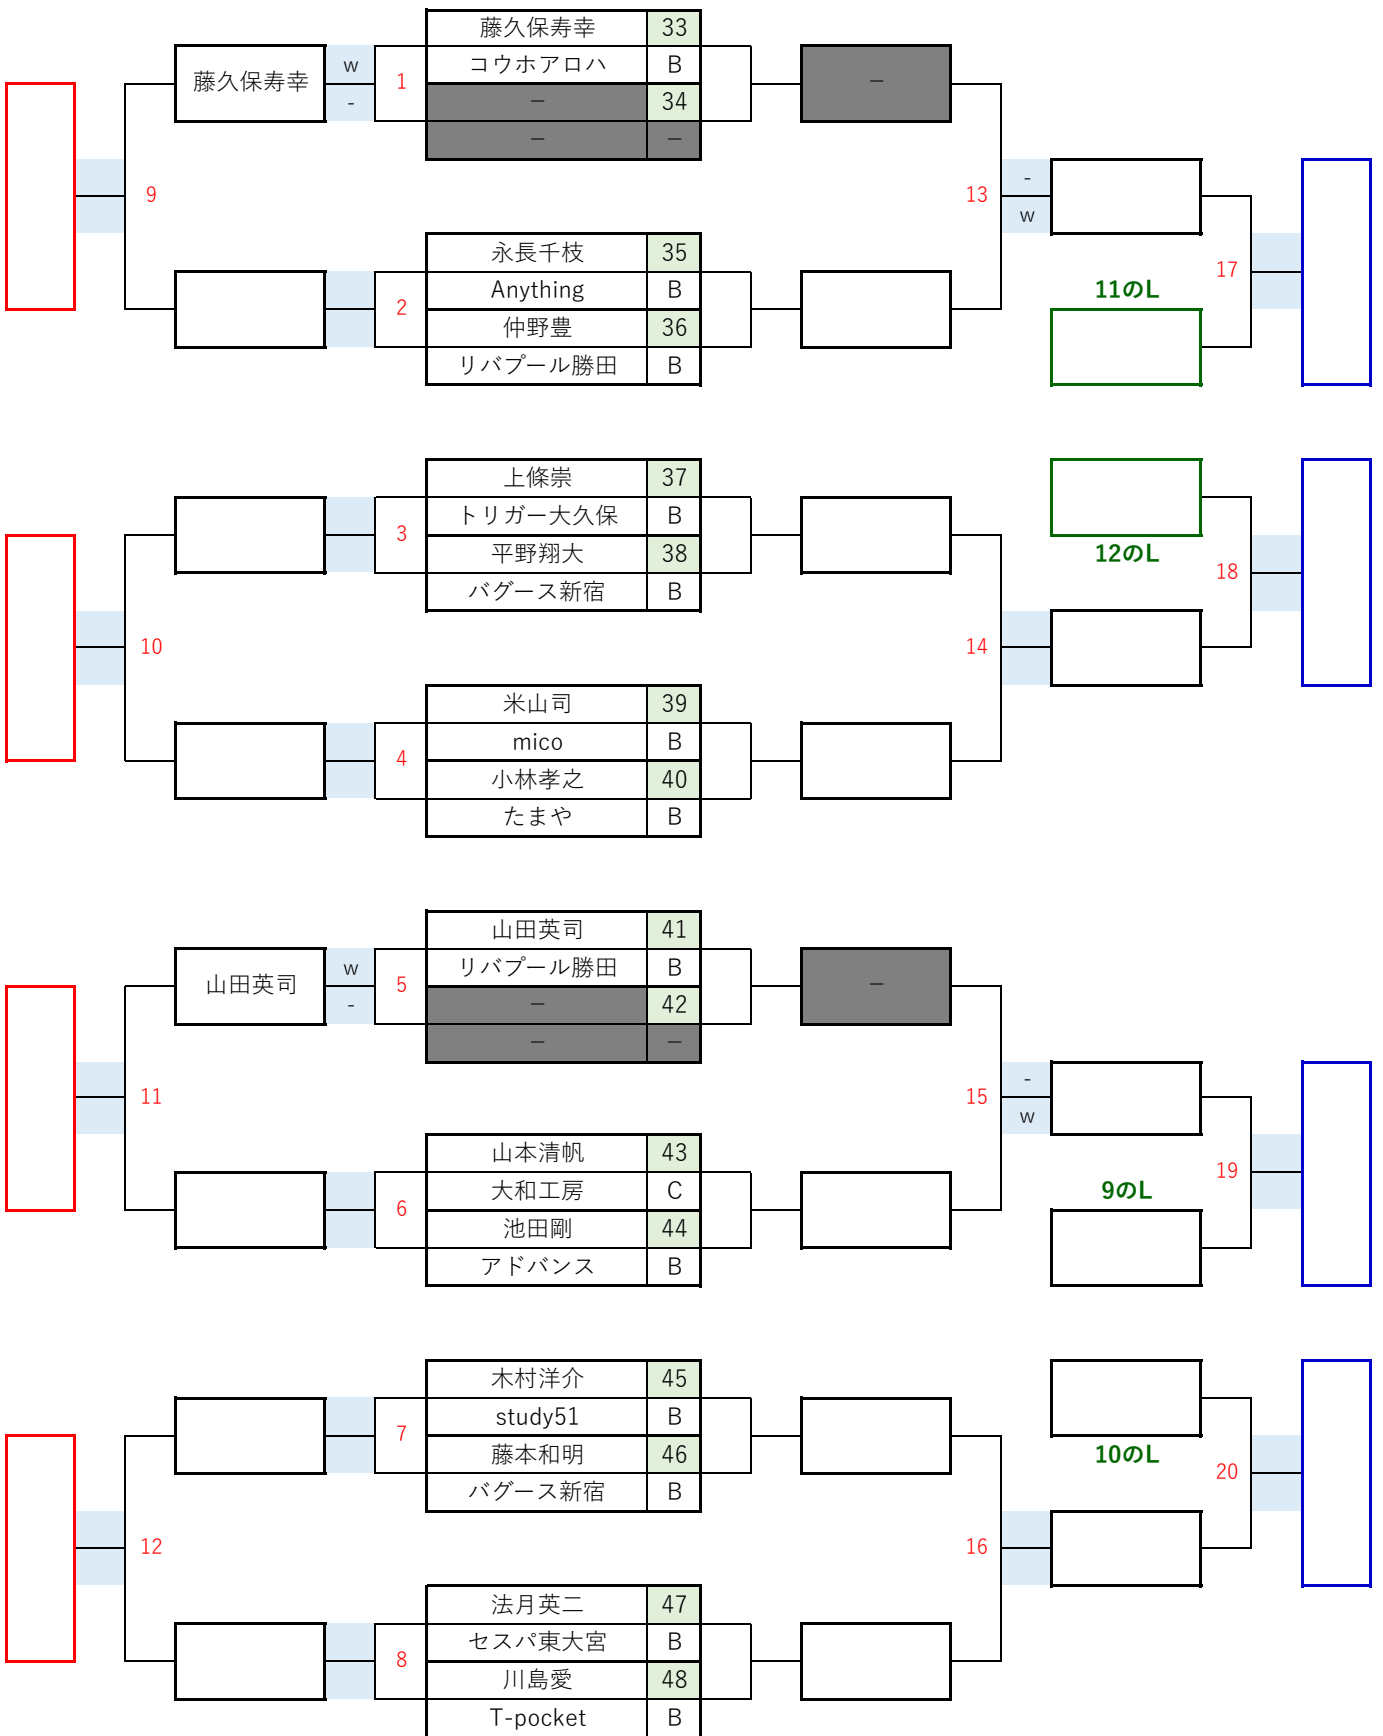 藤久保寿幸 33
藤久保寿幸 w 1 コウホアロハ B －
- － 34
－ －
9 13 -
w
永長千枝 35
17
2 Anything B 11のL
仲野豊 36
リバプール勝田 B
上條崇 37
3 トリガー大久保 B
平野翔大 38 12のL
18
バグース新宿 B
10 14
米山司 39
4 mico B
小林孝之 40
たまや B
山田英司 41
山田英司 w 5 リバプール勝田 B －
- － 42
－ －
11 15 -
w
山本清帆 43
19
6 大和工房 C 9のL
池田剛 44
アドバンス B
木村洋介 45
7 study51 B
藤本和明 46 10のL
20
バグース新宿 B
12 16
法月英二 47
8 セスパ東大宮 B
川島愛 48
T-pocket B